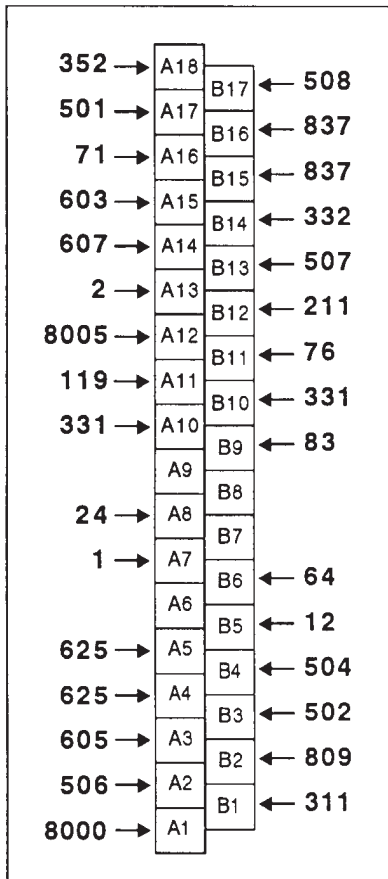 352 → A18
B17 ← 508
501 → A17
B16 ← 837
71 → A16
B15 ← 837
603 → A15
B14 ← 332
607 → A14
B13 ← 507
2 → A13
B12 ← 211
8005 → A12
B11 ← 76
119 → A11
B10 ← 331
331 → A10
B9 ← 83
A9
B8
24 → A8
B7
1 → A7
B6 ← 64
A6
B5 ← 12
625 → A5
B4 ← 504
625 → A4
B3 ← 502
605 → A3
B2 ← 809
506 → A2
B1 ← 311
8000 → A1